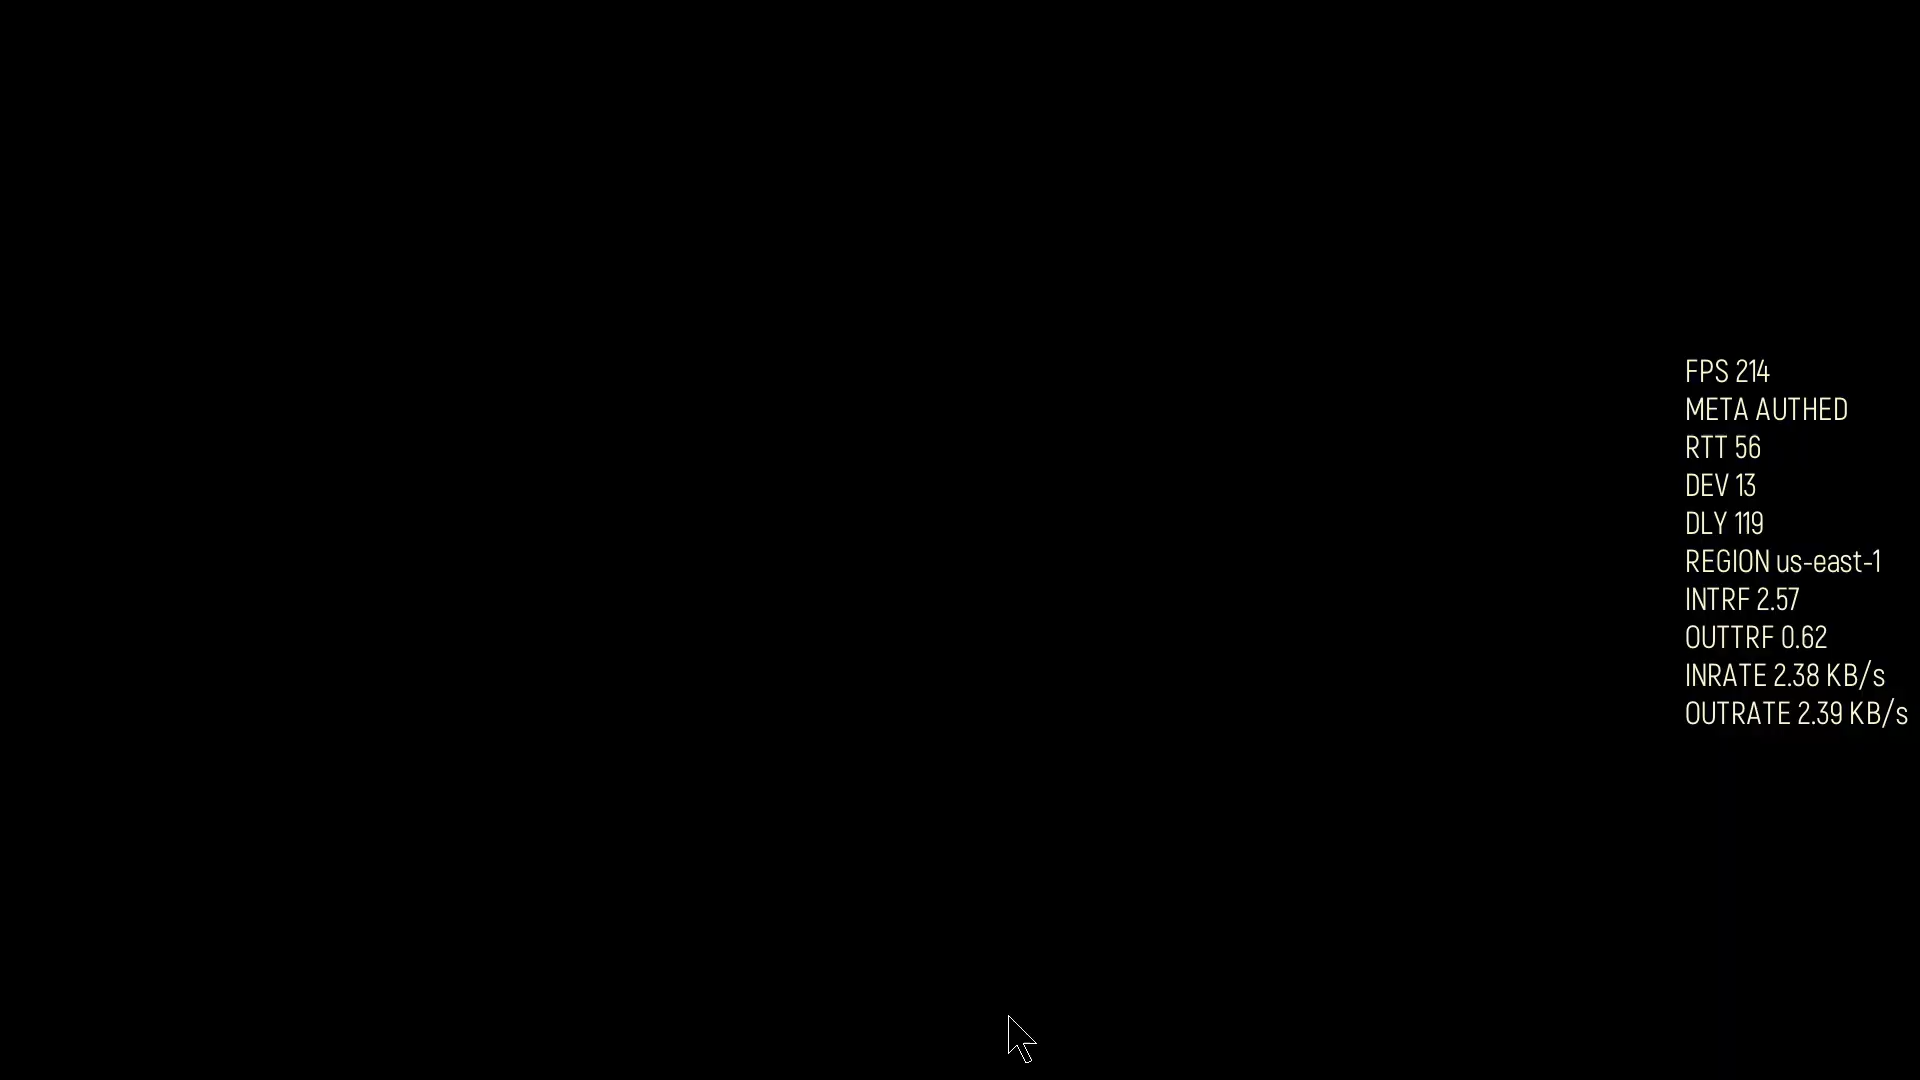 FPS 214
META AUTHED
RTT 56
DEV 13
DLY 119
REGION us-east-1
INTRF 2.57
OUTTRF 0.62
INRATE 2.38 KB/s
OUTRATE 2.39 KB/s